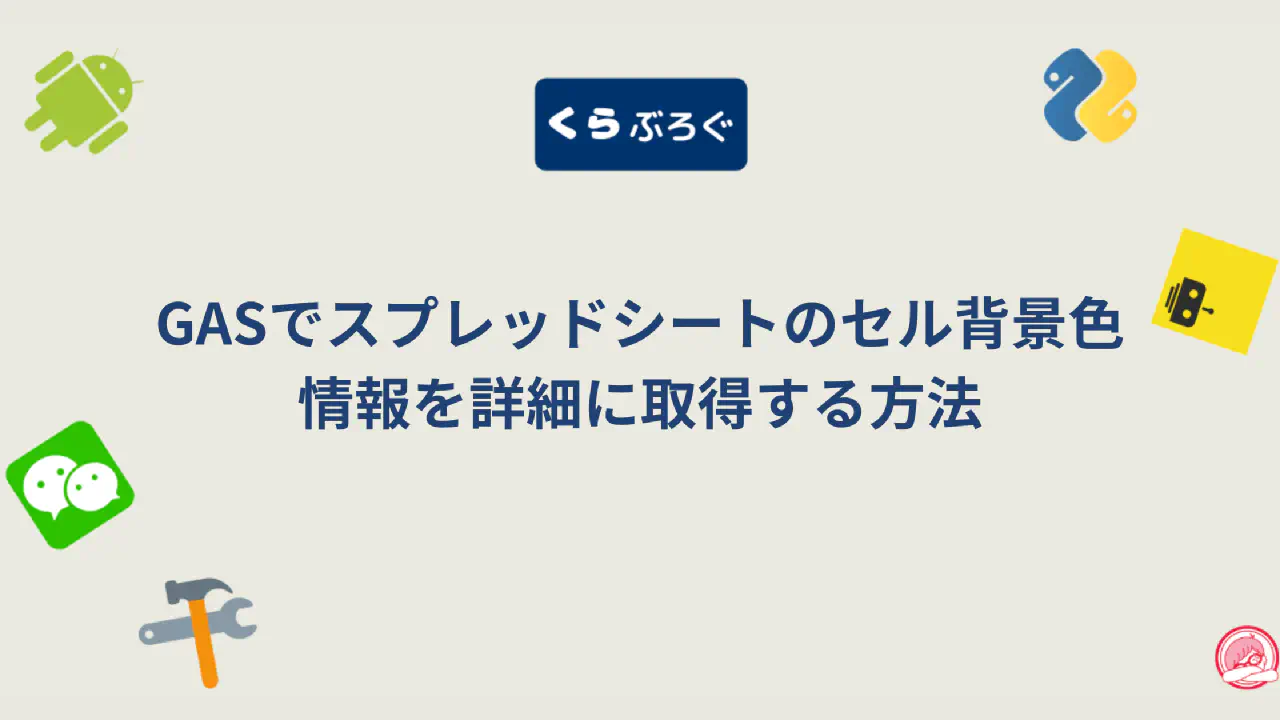 くらぶろぐ
GASでスプレッドシートのセル背景色
情報を詳細に取得する方法